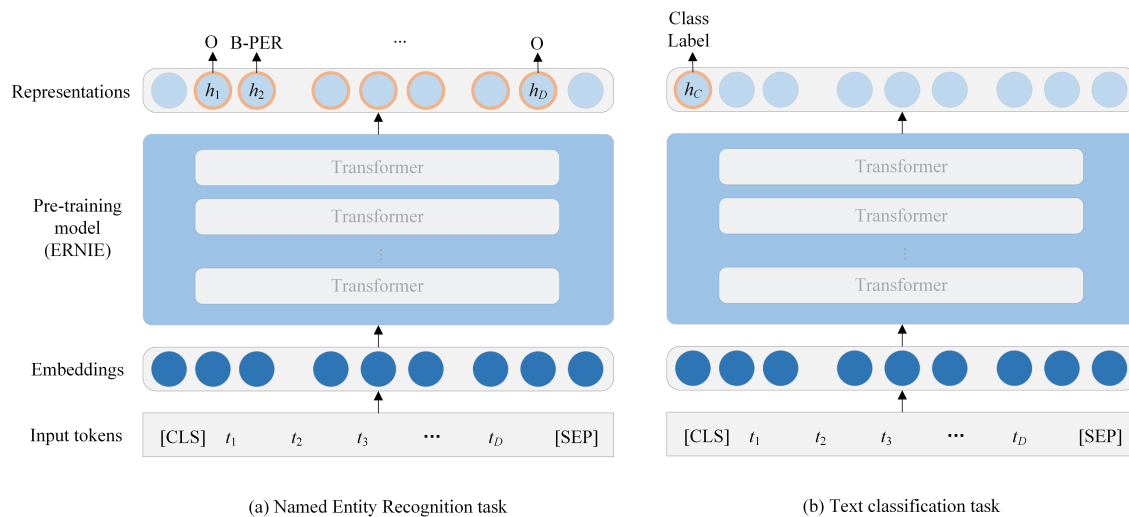 O B-PER ... O
Representations h1 h2 hD
Transformer
Pre-training
model
(ERNIE)
Transformer
⋮
Transformer
Embeddings
Input tokens [CLS] t1 t2 t3 ... tD [SEP]
(a) Named Entity Recognition task
Class
Label
hC
Transformer
Transformer
⋮
Transformer
[CLS] t1 t2 t3 ... tD [SEP]
(b) Text classification task